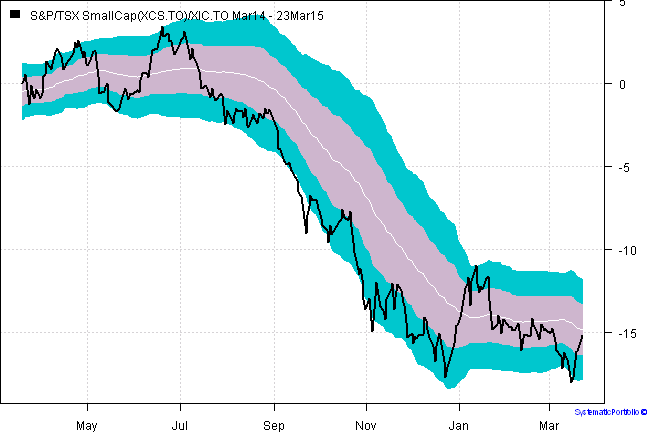 S&P/TSX SmallCap(XCS.TO)/XIC.TO Mar14 - 23Mar15
5
0
-5
-10
-15
May Jul Sep Nov Jan Mar
SystematicPortfolio ©